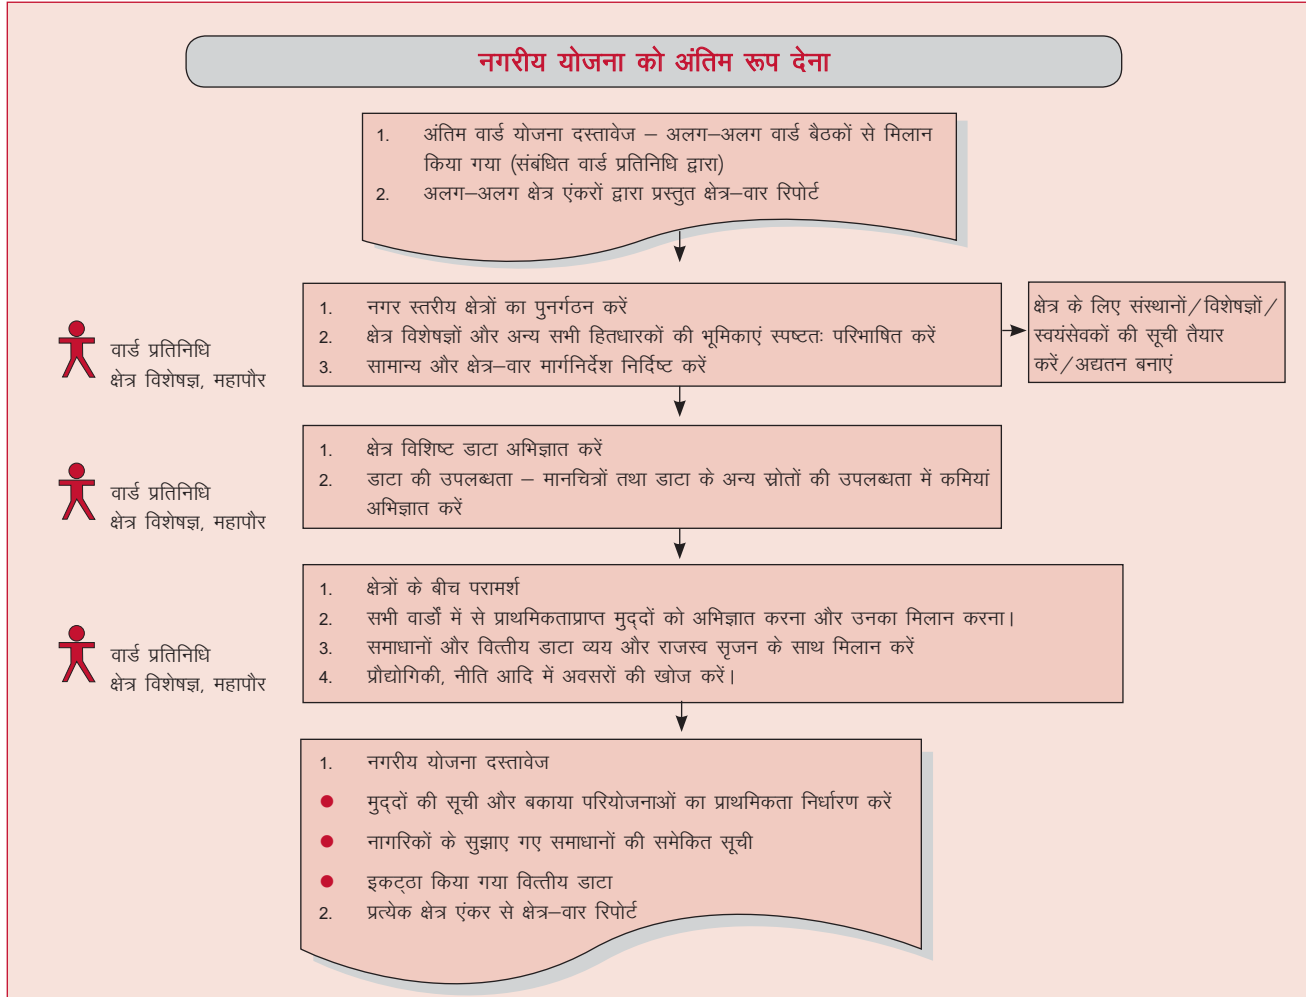 नगरीय योजना को अंतिम रूप देना
1. अंतिम वार्ड योजना दस्तावेज – अलग–अलग वार्ड बैठकों से मिलान
किया गया (संबंधित वार्ड प्रतिनिधि द्वारा)
2. अलग–अलग क्षेत्र एंकरों द्वारा प्रस्तुत क्षेत्र–वार रिपोर्ट
वार्ड प्रतिनिधि
क्षेत्र विशेषज्ञ, महापौर
1. नगर स्तरीय क्षेत्रों का पुनर्गठन करें
2. क्षेत्र विशेषज्ञों और अन्य सभी हितधारकों की भूमिकाएं स्पष्टतः परिभाषित करें
3. सामान्य और क्षेत्र–वार मार्गनिर्देश निर्दिष्ट करें
क्षेत्र के लिए संस्थानों/विशेषज्ञों/
स्वयंसेवकों की सूची तैयार
करें/अद्यतन बनाएं
वार्ड प्रतिनिधि
क्षेत्र विशेषज्ञ, महापौर
1. क्षेत्र विशिष्ट डाटा अभिज्ञात करें
2. डाटा की उपलब्धता – मानचित्रों तथा डाटा के अन्य स्रोतों की उपलब्धता में कमियां
अभिज्ञात करें
वार्ड प्रतिनिधि
क्षेत्र विशेषज्ञ, महापौर
1. क्षेत्रों के बीच परामर्श
2. सभी वार्डों में से प्राथमिकताप्राप्त मुद्दों को अभिज्ञात करना और उनका मिलान करना।
3. समाधानों और वित्तीय डाटा व्यय और राजस्व सृजन के साथ मिलान करें
4. प्रौद्योगिकी, नीति आदि में अवसरों की खोज करें।
1. नगरीय योजना दस्तावेज
● मुद्दों की सूची और बकाया परियोजनाओं का प्राथमिकता निर्धारण करें
● नागरिकों के सुझाए गए समाधानों की समेकित सूची
● इकट्ठा किया गया वित्तीय डाटा
2. प्रत्येक क्षेत्र एंकर से क्षेत्र–वार रिपोर्ट